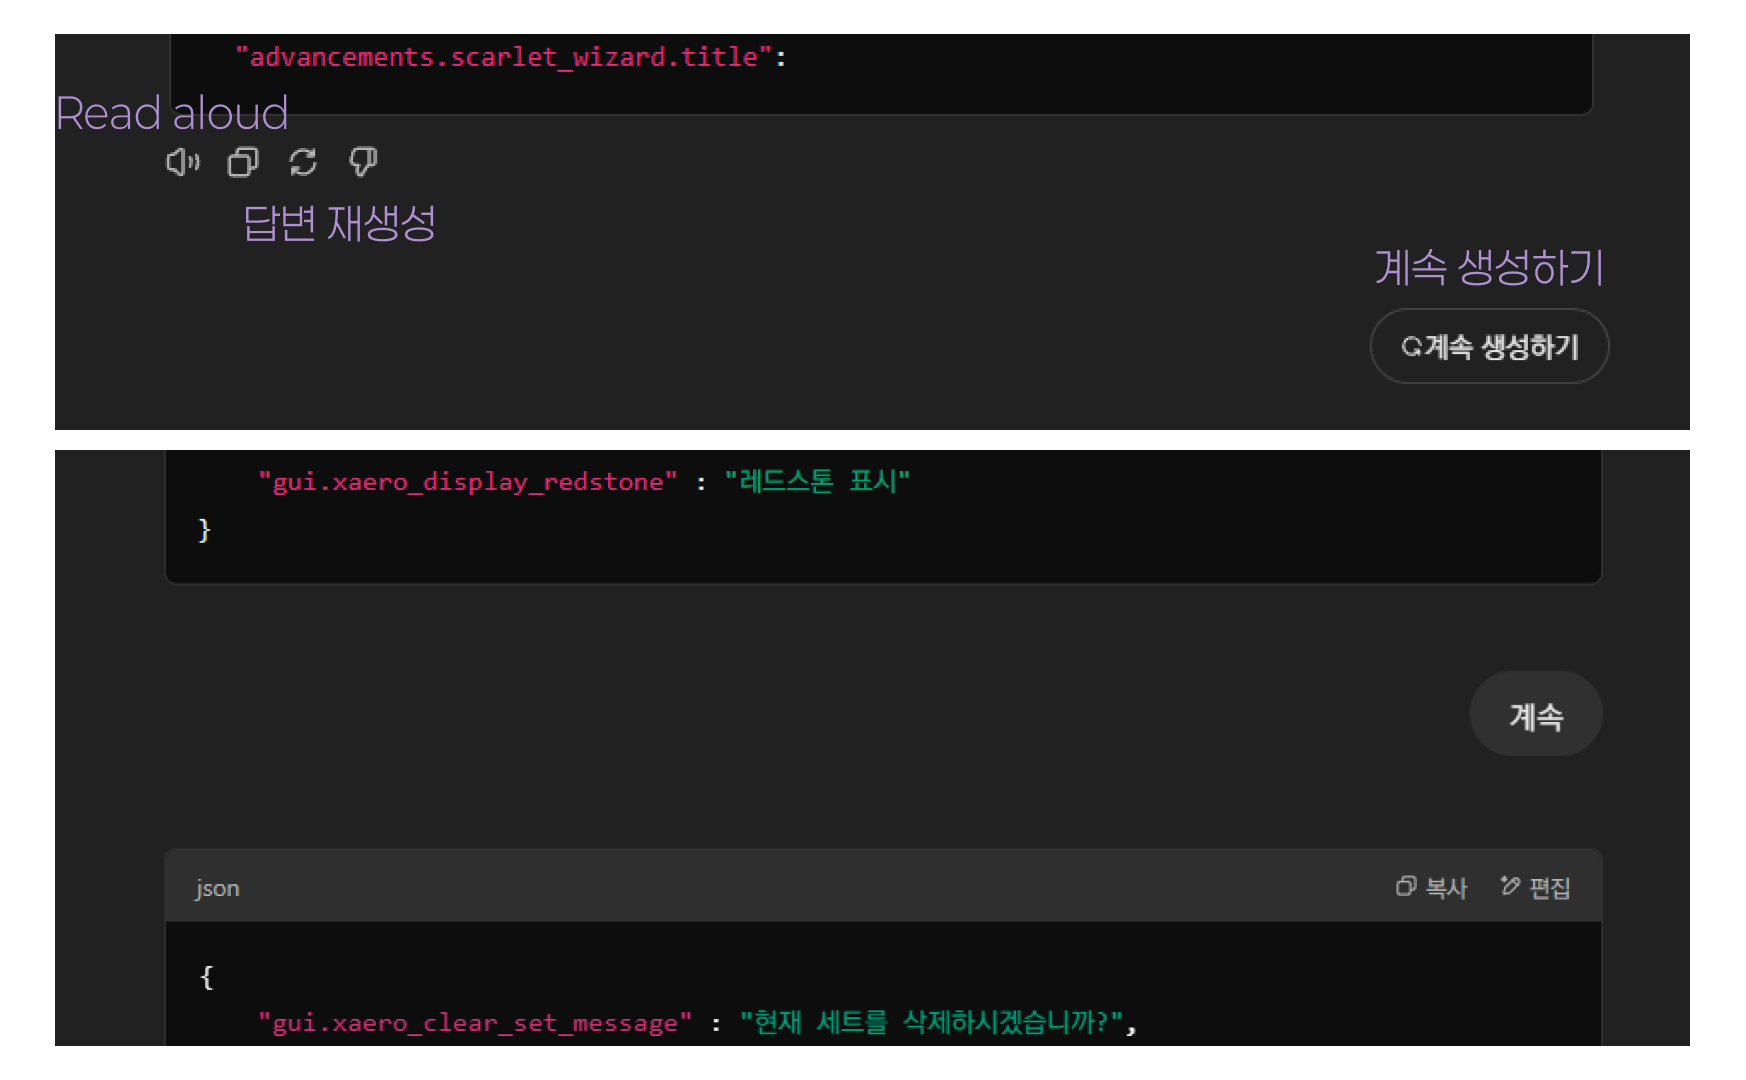 "advancements.scarlet_wizard.title":
Read aloud
답변 재생성
계속 생성하기
계속 생성하기
"gui.xaero_display_redstone" : "레드스톤 표시"
}
계속
json 복사 편집
{
"gui.xaero_clear_set_message" : "현재 세트를 삭제하시겠습니까?",